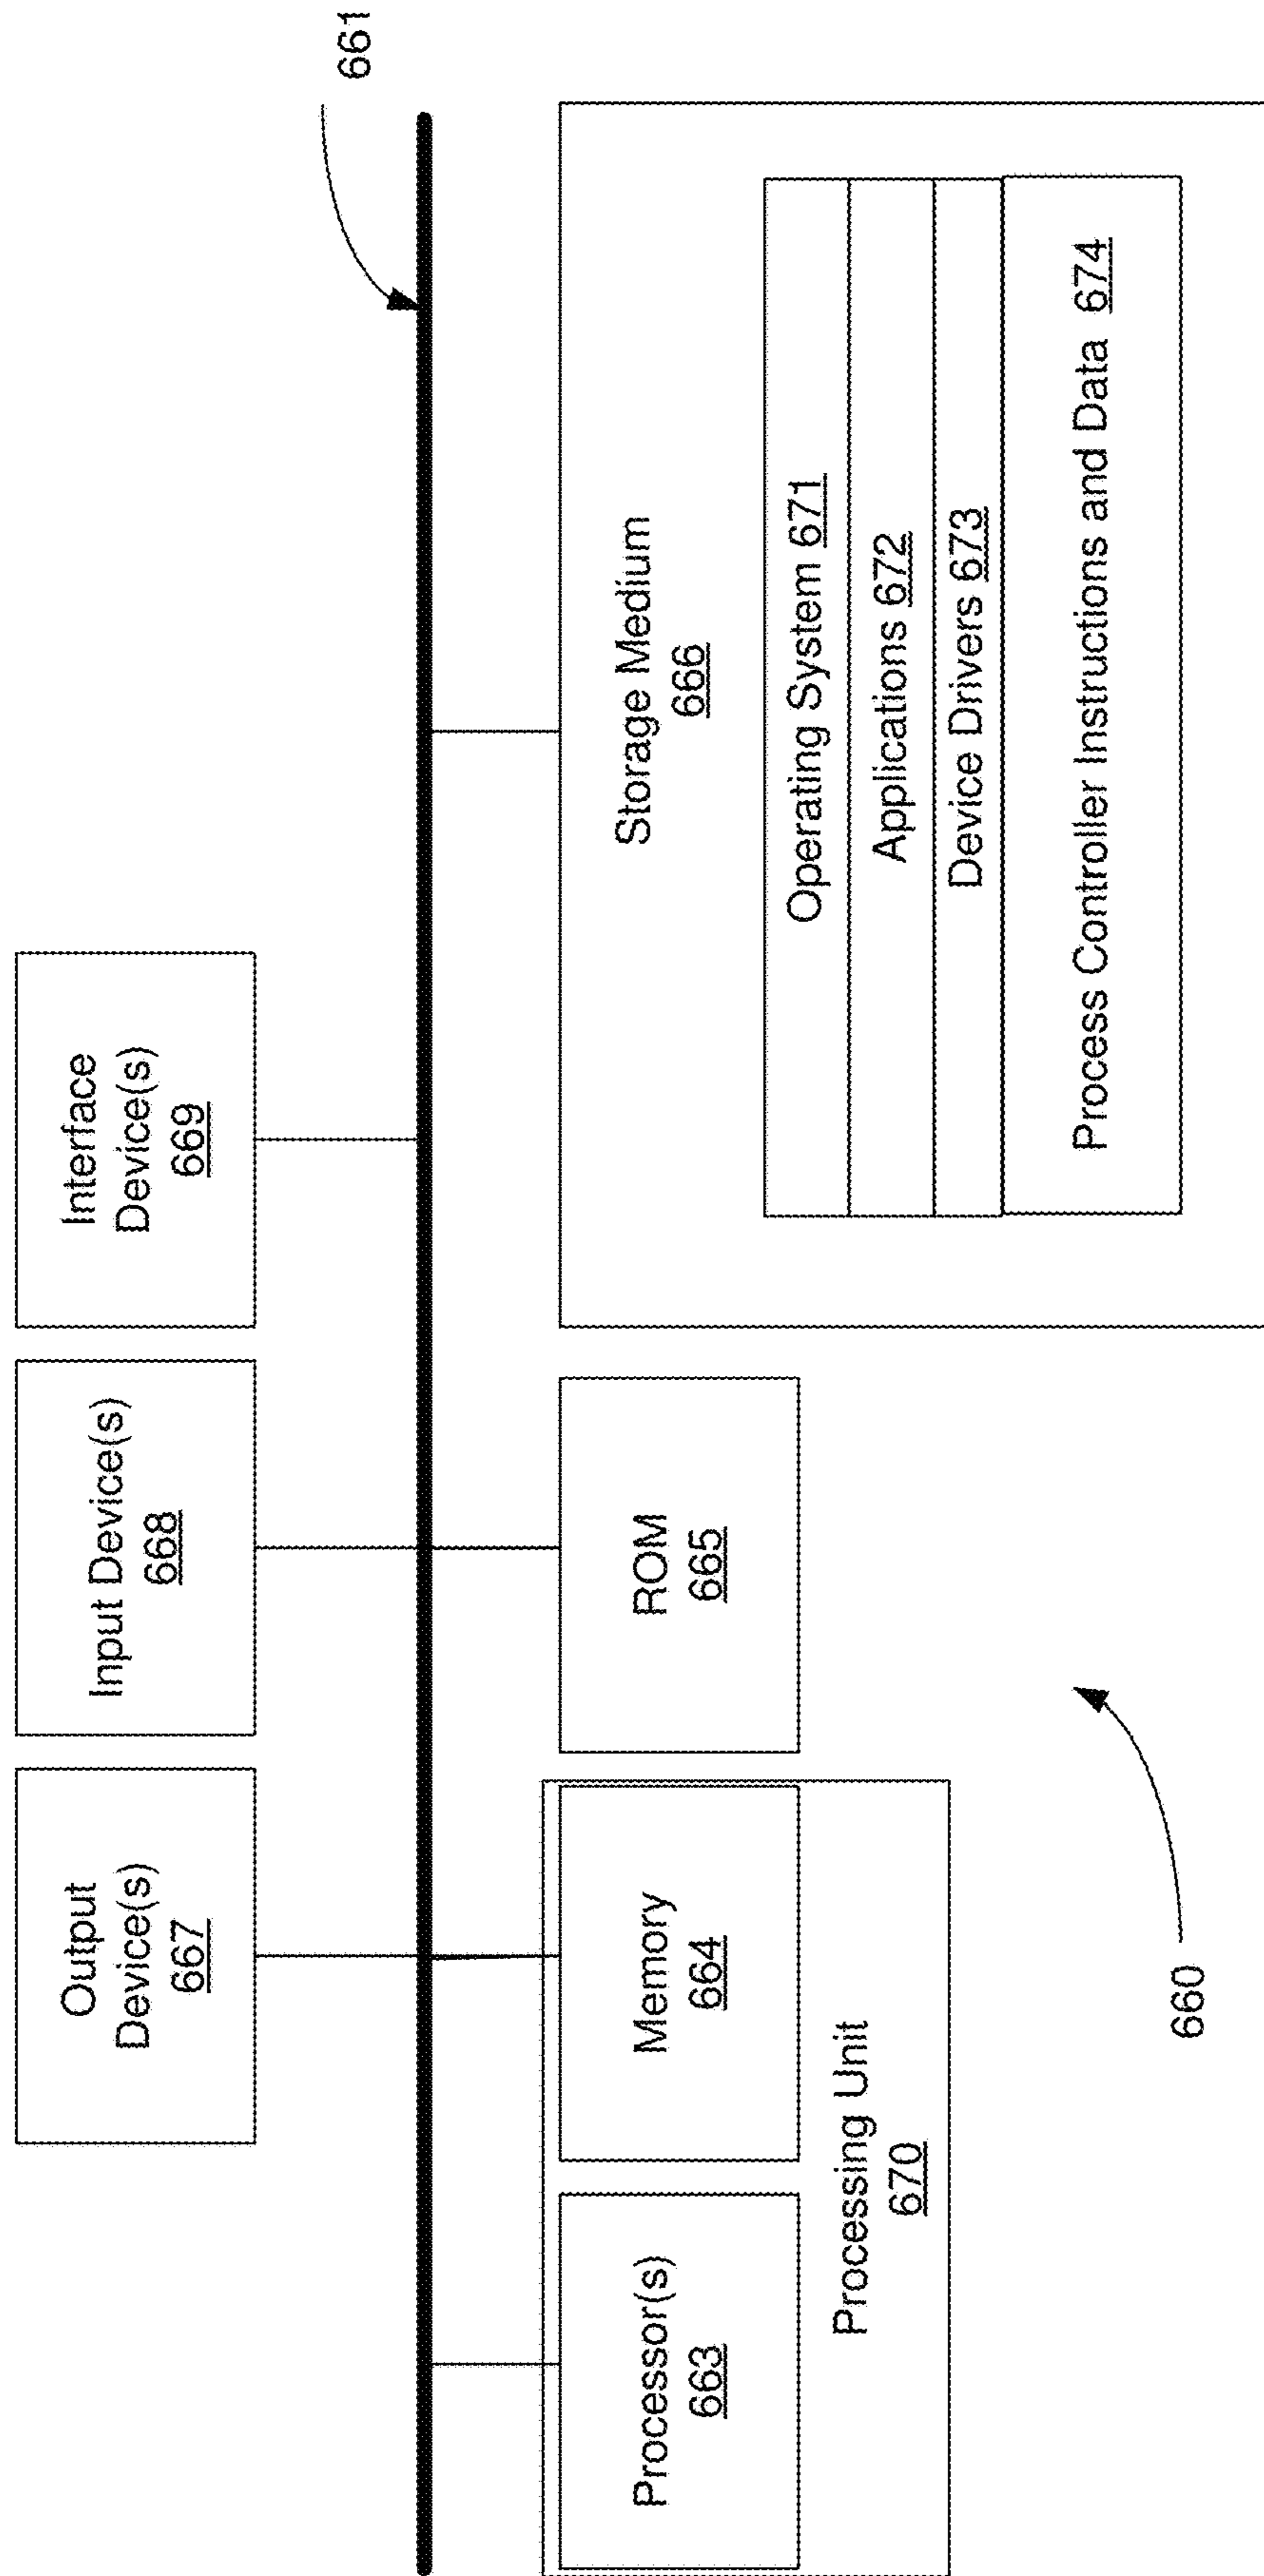 661
Output
Device(s)
667
Input Device(s)
668
Interface
Device(s)
669
Processor(s)
663
Memory
664
Processing Unit
670
ROM
665
Storage Medium
666
Operating System 671
Applications 672
Device Drivers 673
Process Controller Instructions and Data 674
660